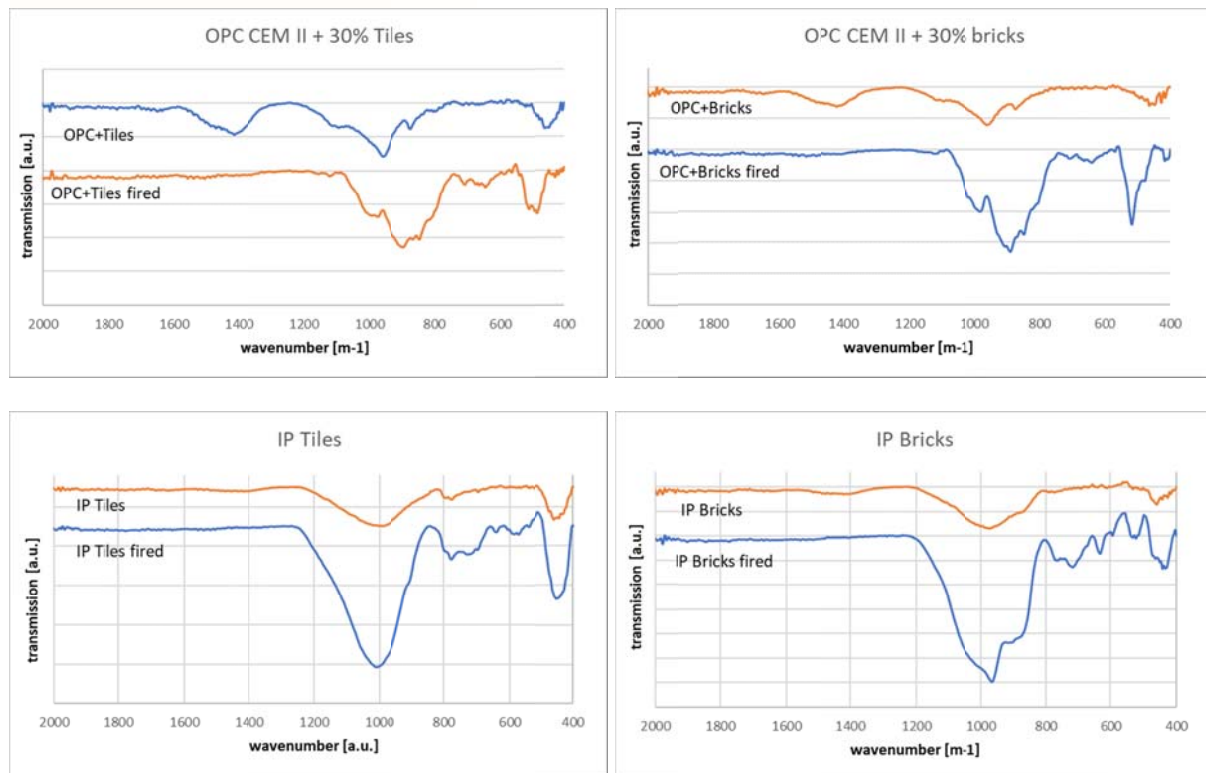 OPC CEM II + 30% Tiles
transmission [a.u.]
OPC+Tiles
OPC+Tiles fired
2000 1800 1600 1400 1200 1000 800 600 400
wavenumber [m-1]
OPC CEM II + 30% bricks
transmission [a.u.]
OPC+Bricks
OPC+Bricks fired
2000 1800 1600 1400 1200 1000 800 600 400
wavenumber [m-1]
IP Tiles
transmission [a.u.]
IP Tiles
IP Tiles fired
2000 1800 1600 1400 1200 1000 800 600 400
wavenumber [a.u.]
IP Bricks
transmission [a.u.]
IP Bricks
IP Bricks fired
2000 1800 1600 1400 1200 1000 800 600 400
wavenumber [m-1]